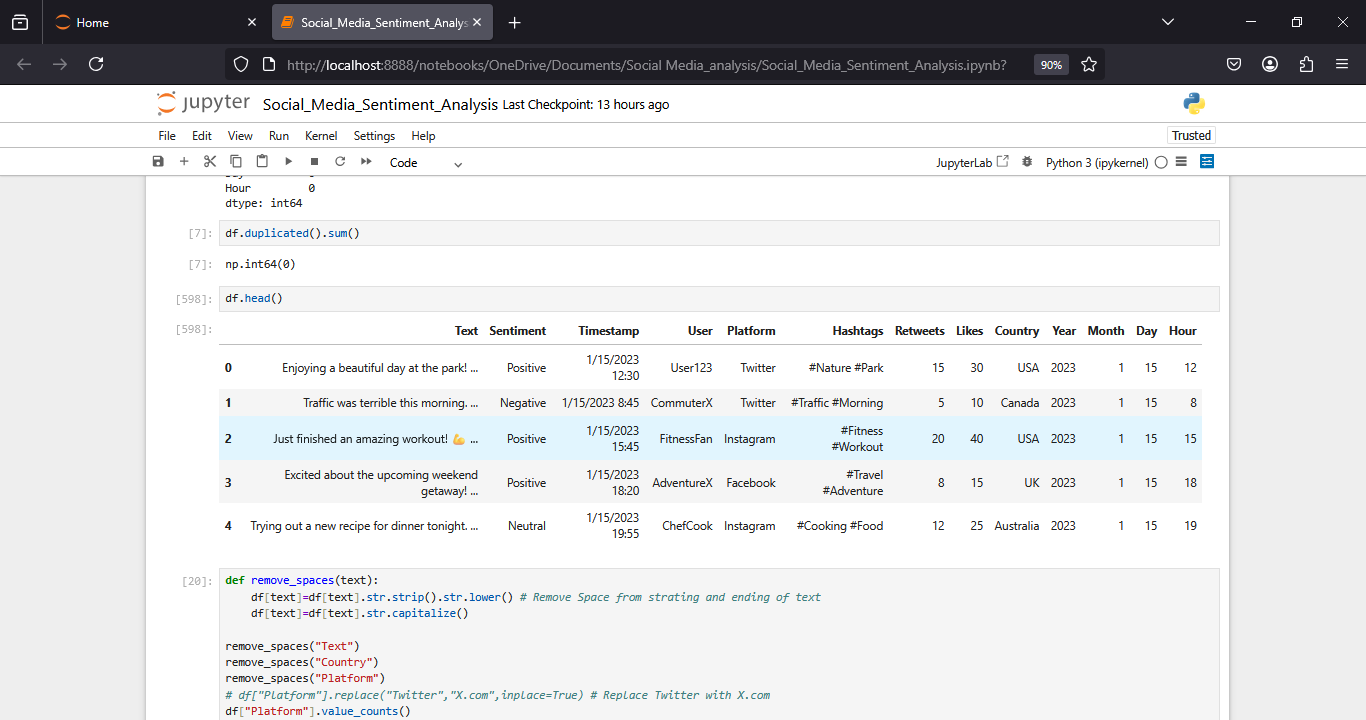 Home
Social_Media_Sentiment_Analys
http://localhost:8888/notebooks/OneDrive/Documents/Social Media_analysis/Social_Media_Sentiment_Analysis.ipynb?
90%
jupyter Social_Media_Sentiment_Analysis Last Checkpoint: 13 hours ago
File Edit View Run Kernel Settings Help
Trusted
Code
JupyterLab
Python 3 (ipykernel)
Hour 0
dtype: int64
[7]: df.duplicated().sum()
[7]: np.int64(0)
[598]: df.head()
[598]: Text Sentiment Timestamp User Platform Hashtags Retweets Likes Country Year Month Day Hour
0 Enjoying a beautiful day at the park! ... Positive 1/15/2023 12:30 User123 Twitter #Nature #Park 15 30 USA 2023 1 15 12
1 Traffic was terrible this morning. ... Negative 1/15/2023 8:45 CommuterX Twitter #Traffic #Morning 5 10 Canada 2023 1 15 8
2 Just finished an amazing workout! 💪 ... Positive 1/15/2023 15:45 FitnessFan Instagram #Fitness #Workout 20 40 USA 2023 1 15 15
3 Excited about the upcoming weekend getaway! ... Positive 1/15/2023 18:20 AdventureX Facebook #Travel #Adventure 8 15 UK 2023 1 15 18
4 Trying out a new recipe for dinner tonight. ... Neutral 1/15/2023 19:55 ChefCook Instagram #Cooking #Food 12 25 Australia 2023 1 15 19
[20]: def remove_spaces(text):
df[text]=df[text].str.strip().str.lower() # Remove Space from strating and ending of text
df[text]=df[text].str.capitalize()
remove_spaces("Text")
remove_spaces("Country")
remove_spaces("Platform")
# df["Platform"].replace("Twitter","X.com",inplace=True) # Replace Twitter with X.com
df["Platform"].value_counts()